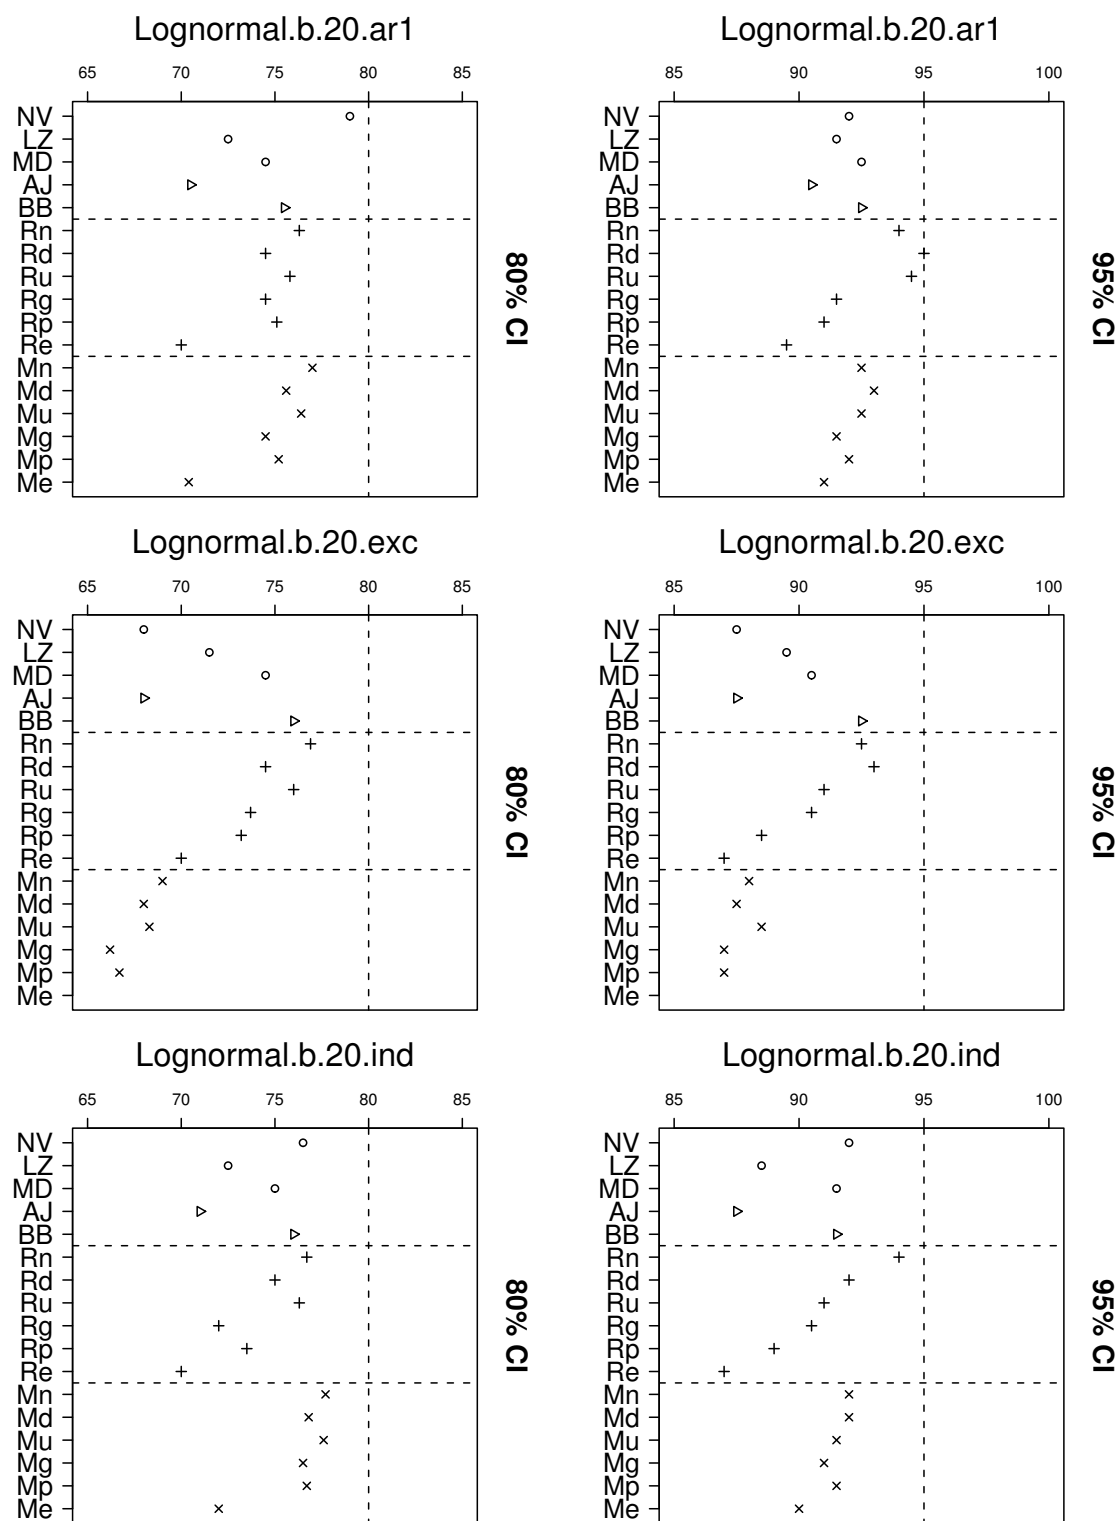 Lognormal.b.20.ar1
65 70 75 80 85
NV
LZ
MD
AJ
BB
Rn
Rd
Ru
Rg
Rp
Re
Mn
Md
Mu
Mg
Mp
Me
80% CI
Lognormal.b.20.ar1
85 90 95 100
NV
LZ
MD
AJ
BB
Rn
Rd
Ru
Rg
Rp
Re
Mn
Md
Mu
Mg
Mp
Me
95% CI
Lognormal.b.20.exc
65 70 75 80 85
NV
LZ
MD
AJ
BB
Rn
Rd
Ru
Rg
Rp
Re
Mn
Md
Mu
Mg
Mp
Me
80% CI
Lognormal.b.20.exc
85 90 95 100
NV
LZ
MD
AJ
BB
Rn
Rd
Ru
Rg
Rp
Re
Mn
Md
Mu
Mg
Mp
Me
95% CI
Lognormal.b.20.ind
65 70 75 80 85
NV
LZ
MD
AJ
BB
Rn
Rd
Ru
Rg
Rp
Re
Mn
Md
Mu
Mg
Mp
Me
80% CI
Lognormal.b.20.ind
85 90 95 100
NV
LZ
MD
AJ
BB
Rn
Rd
Ru
Rg
Rp
Re
Mn
Md
Mu
Mg
Mp
Me
95% CI